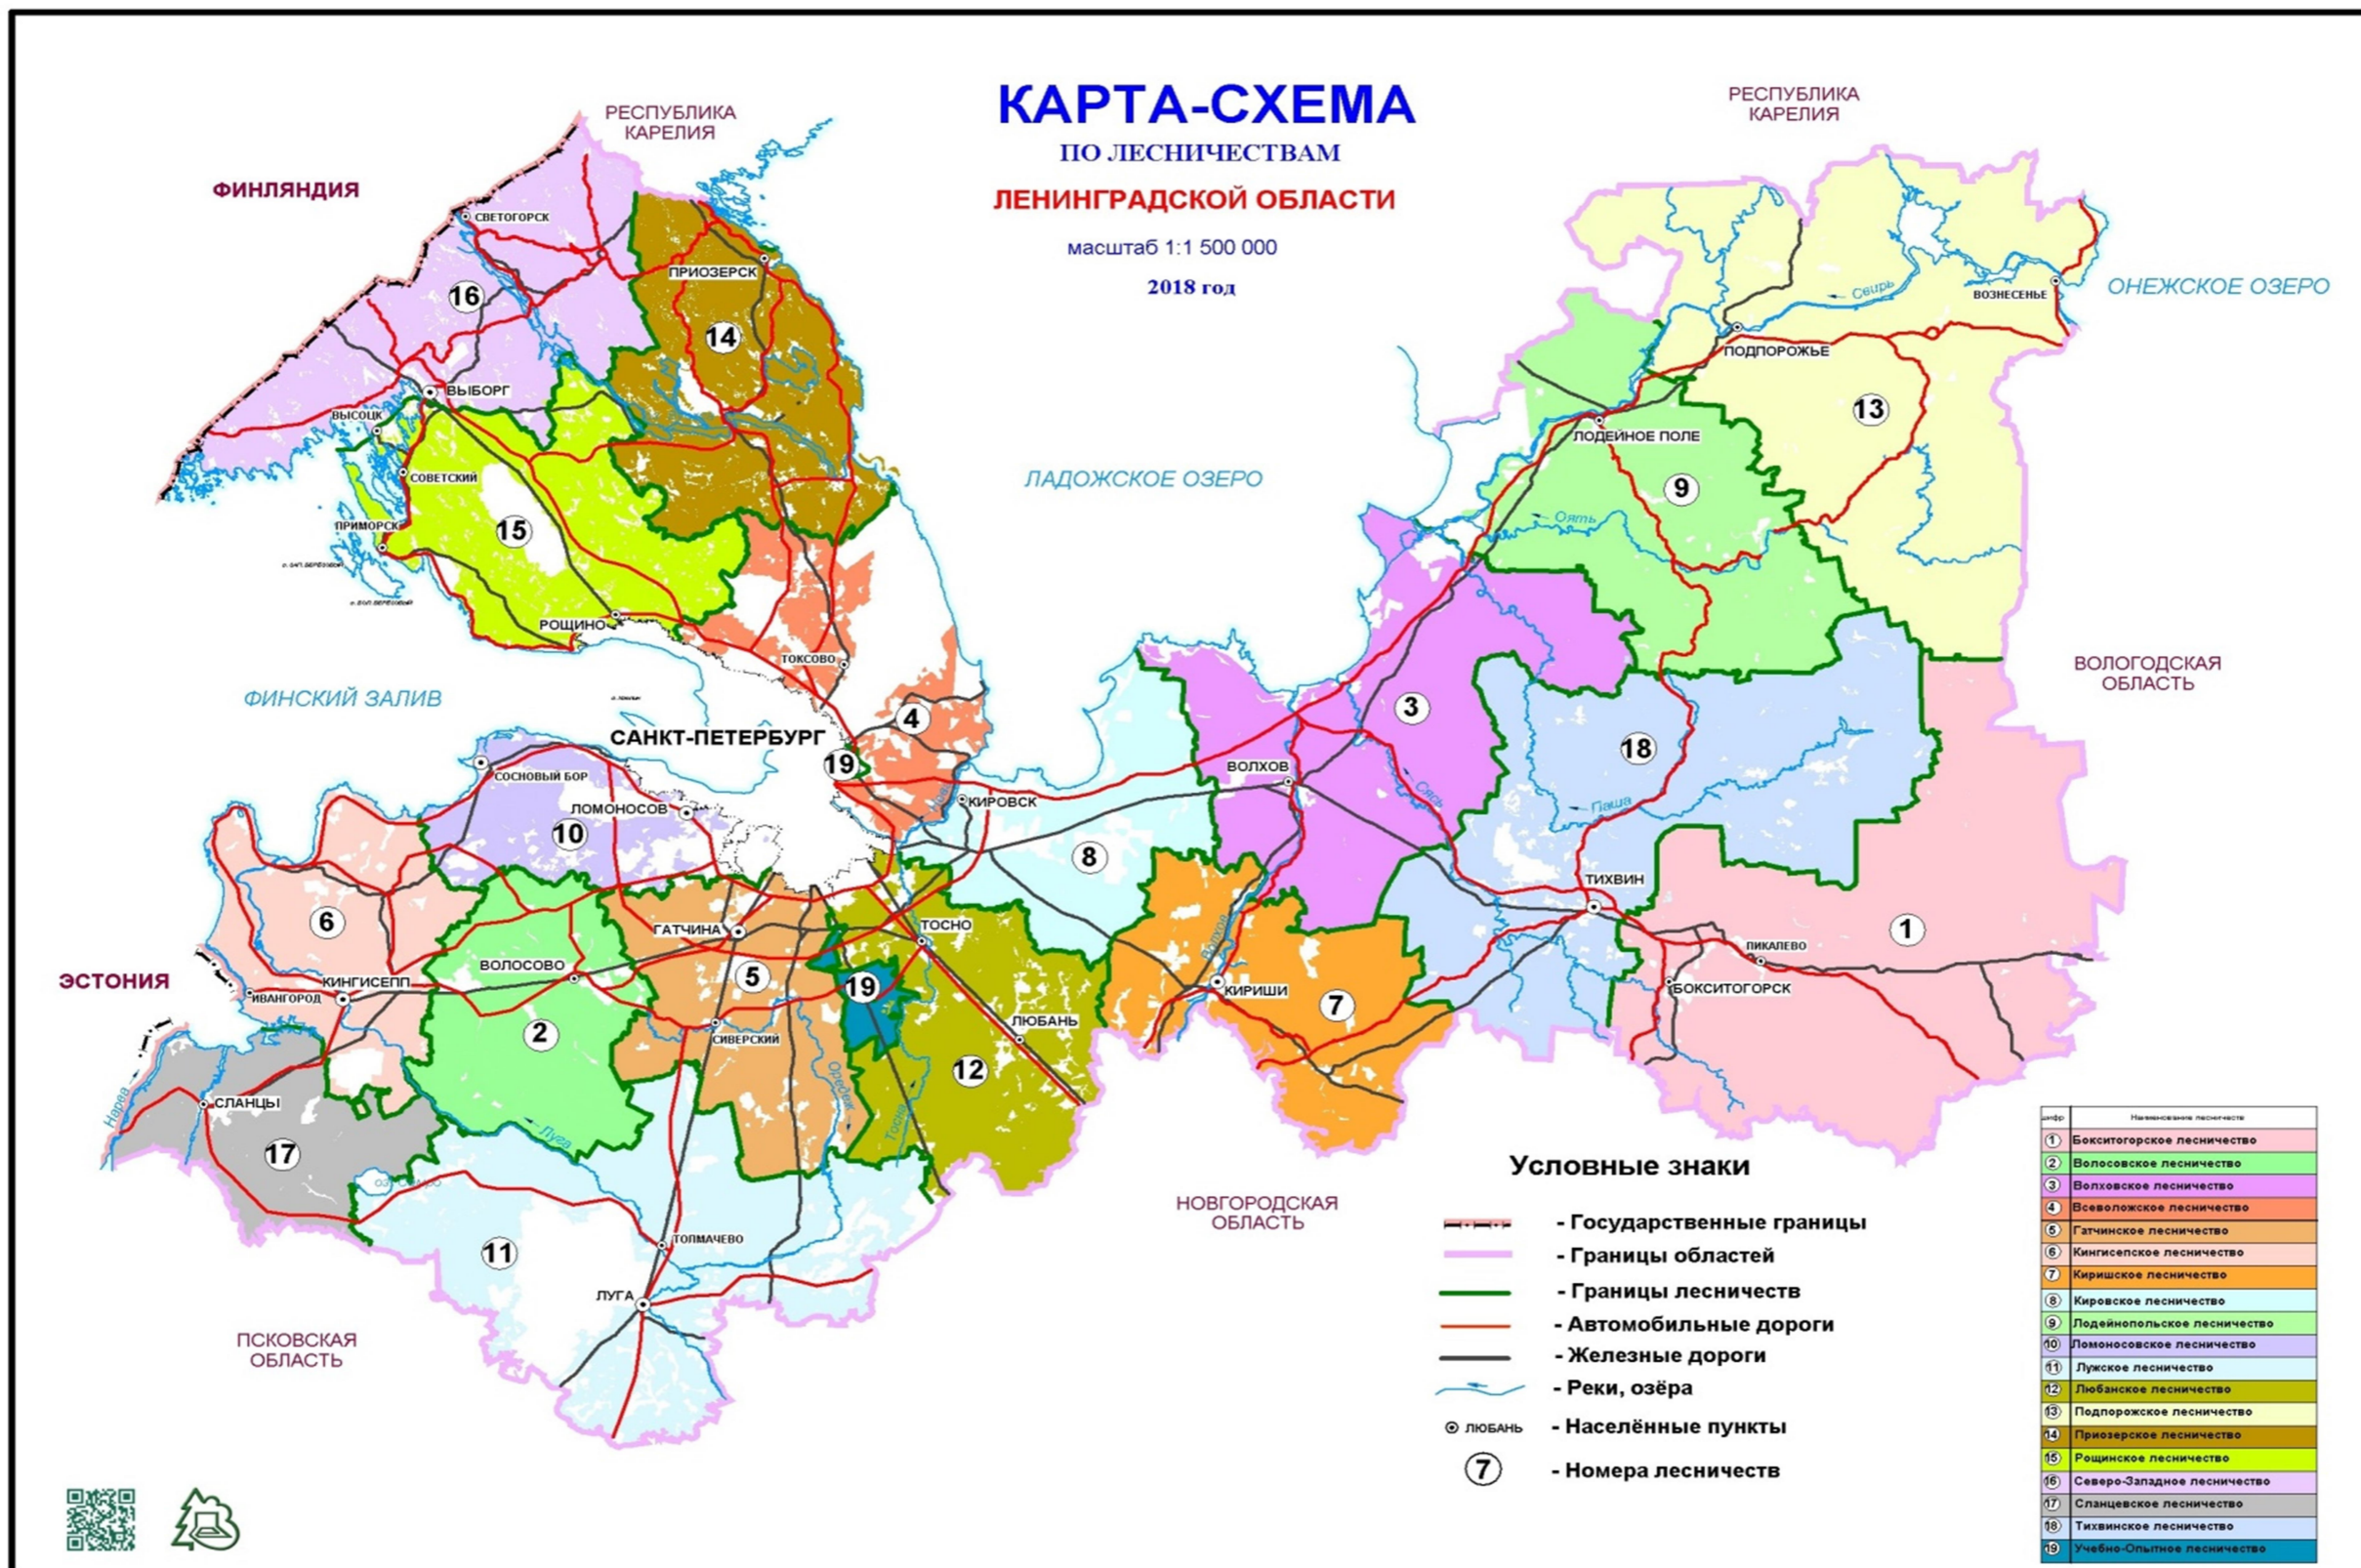 КАРТА-СХЕМА
ПО ЛЕСНИЧЕСТВАМ
ЛЕНИНГРАДСКОЙ ОБЛАСТИ
масштаб 1:1 500 000
2018 год
РЕСПУБЛИКА
КАРЕЛИЯ
РЕСПУБЛИКА
КАРЕЛИЯ
ФИНЛЯНДИЯ
СВЕТОГОРСК
ПРИОЗЕРСК
16
14
ВЫБОРГ
ВЫСОЦК
СОВЕТСКИЙ
ПРИМОРСК
15
РОЩИНО
ТОКСОВО
Свирь
ВОЗНЕСЕНЬЕ
ОНЕЖСКОЕ ОЗЕРО
ПОДПОРОЖЬЕ
13
ЛОДЕЙНОЕ ПОЛЕ
ЛАДОЖСКОЕ ОЗЕРО
9
Оять
ВОЛОГОДСКАЯ
ОБЛАСТЬ
ФИНСКИЙ ЗАЛИВ
САНКТ-ПЕТЕРБУРГ
4
19
3
18
СОСНОВЫЙ БОР
ЛОМОНОСОВ
10
КИРОВСК
ВОЛХОВ
Сясь
Паша
8
ТИХВИН
6
ГАТЧИНА
ТОСНО
Волхов
1
ПИКАЛЕВО
ЭСТОНИЯ
ВОЛОСОВО
КИНГИСЕПП
ИВАНГОРОД
5
19
КИРИШИ
7
БОКСИТОГОРСК
2
СИВЕРСКИЙ
ЛЮБАНЬ
12
Оредеж
Тосна
Нарва
СЛАНЦЫ
17
Луга
11
ТОЛМАЧЕВО
ЛУГА
НОВГОРОДСКАЯ
ОБЛАСТЬ
ПСКОВСКАЯ
ОБЛАСТЬ
Условные знаки
- Государственные границы
- Границы областей
- Границы лесничеств
- Автомобильные дороги
- Железные дороги
- Реки, озёра
ЛЮБАНЬ - Населённые пункты
7 - Номера лесничеств
шифр Наименование лесничеств
1 Бокситогорское лесничество
2 Волосовское лесничество
3 Волховское лесничество
4 Всеволожское лесничество
5 Гатчинское лесничество
6 Кингисепское лесничество
7 Киришское лесничество
8 Кировское лесничество
9 Лодейнопольское лесничество
10 Ломоносовское лесничество
11 Лужское лесничество
12 Любанское лесничество
13 Подпорожское лесничество
14 Приозерское лесничество
15 Рощинское лесничество
16 Северо-Западное лесничество
17 Сланцевское лесничество
18 Тихвинское лесничество
19 Учебно-Опытное лесничество